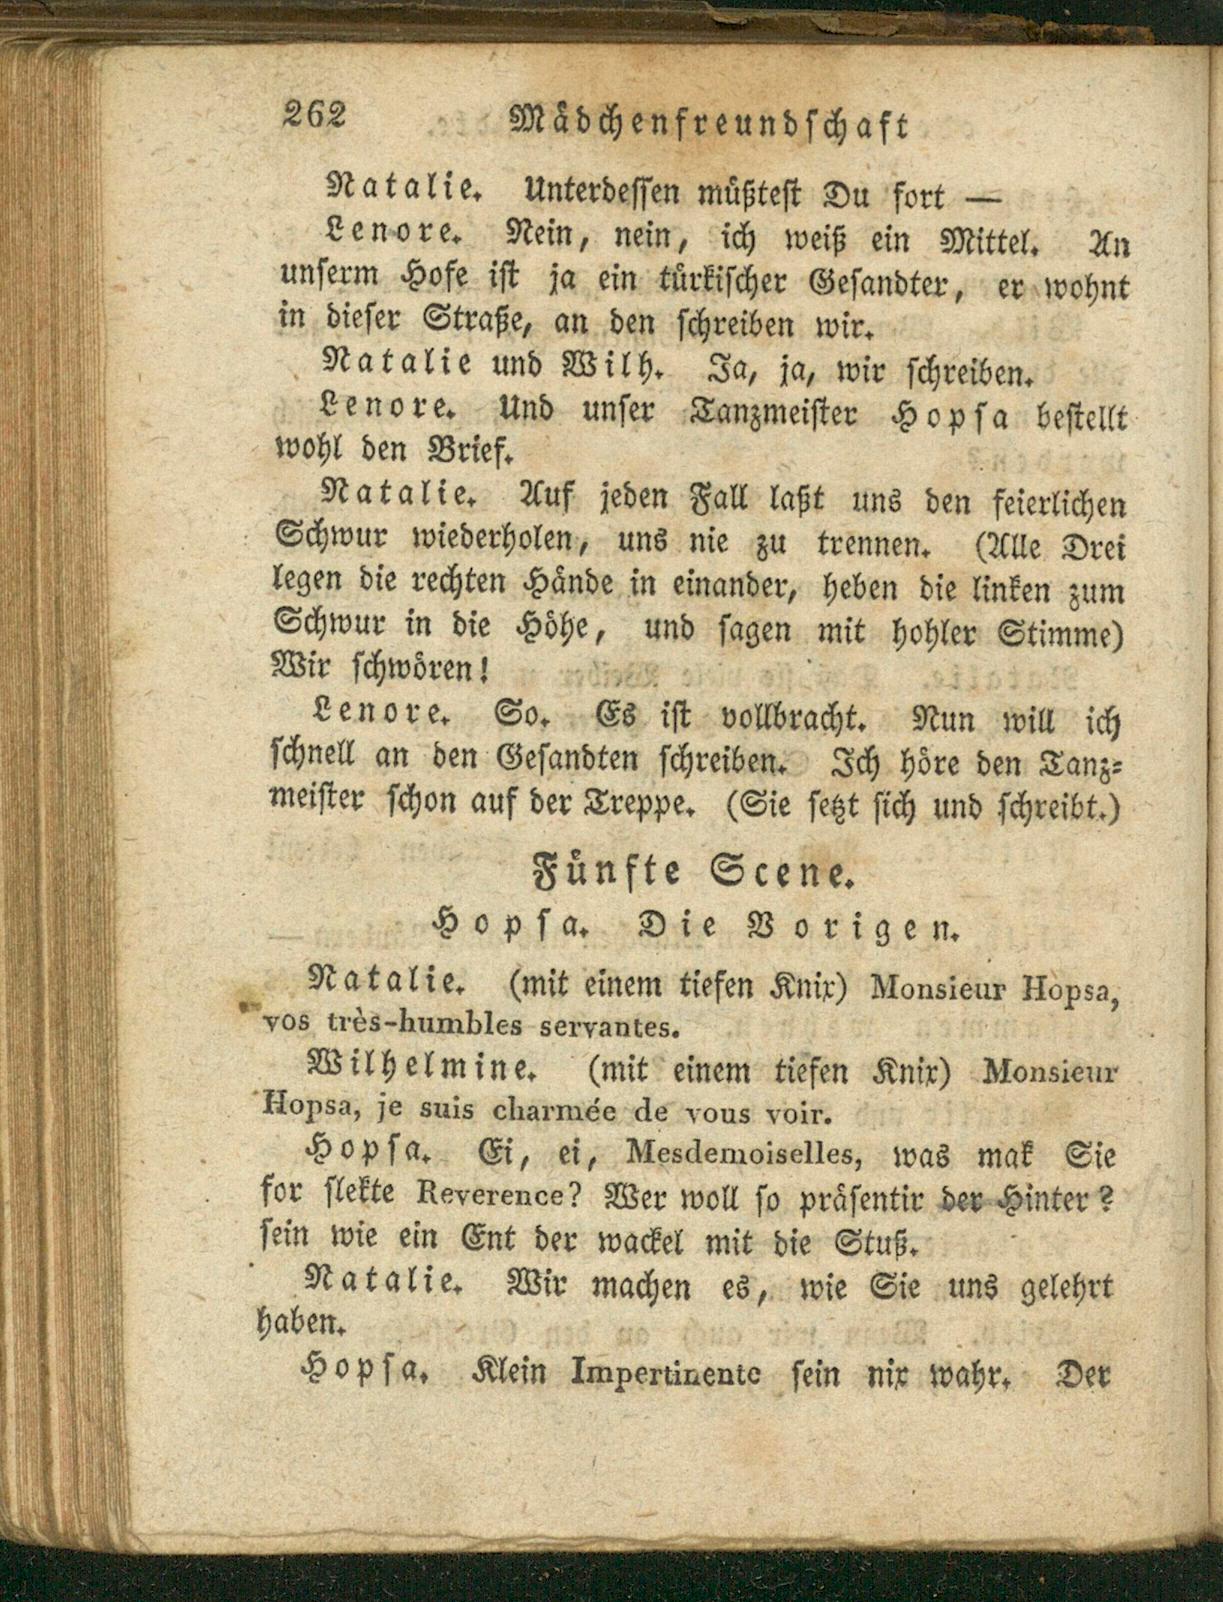 262 Mädchenfreundschaft
Natalie. Unterdessen müßtest Du fort —
Lenore. Nein, nein, ich weiß ein Mittel. An
unserm Hofe ist ja ein türkischer Gesandter, er wohnt
in dieser Straße, an den schreiben wir.
Natalie und Wilh. Ja, ja, wir schreiben.
Lenore. Und unser Tanzmeister Hopsa bestellt
wohl den Brief.
Natalie. Auf jeden Fall laßt uns den feierlichen
Schwur wiederholen, uns nie zu trennen. (Alle Drei
legen die rechten Hände in einander, heben die linken zum
Schwur in die Höhe, und sagen mit hohler Stimme)
Wir schwören!
Lenore. So. Es ist vollbracht. Nun will ich
schnell an den Gesandten schreiben. Ich höre den Tanz-
meister schon auf der Treppe. (Sie setzt sich und schreibt.)
Fünfte Scene.
Hopsa. Die Vorigen.
Natalie. (mit einem tiefen Knix) Monsieur Hopsa,
vos très-humbles servantes.
Wilhelmine. (mit einem tiefen Knix) Monsieur
Hopsa, je suis charmée de vous voir.
Hopsa. Ei, ei, Mesdemoiselles, was mak Sie
for slekte Reverence? Wer woll so präsentir der Hinter?
sein wie ein Ent der wackel mit die Stuß.
Natalie. Wir machen es, wie Sie uns gelehrt
haben.
Hopsa. Klein Impertinente sein nix wahr. Der